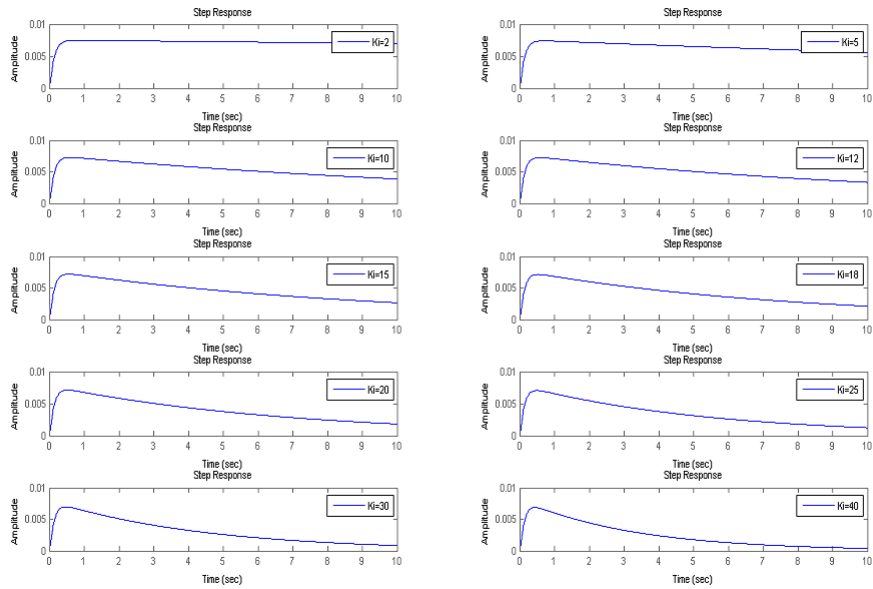 Step Response
0.01
0.005
0
Amplitude
Ki=2
0 1 2 3 4 5 6 7 8 9 10
Time (sec)
Step Response
0.01
0.005
0
Amplitude
Ki=5
0 1 2 3 4 5 6 7 8 9 10
Time (sec)
Step Response
0.01
0.005
0
Amplitude
Ki=10
0 1 2 3 4 5 6 7 8 9 10
Time (sec)
Step Response
0.01
0.005
0
Amplitude
Ki=12
0 1 2 3 4 5 6 7 8 9 10
Time (sec)
Step Response
0.01
0.005
0
Amplitude
Ki=15
0 1 2 3 4 5 6 7 8 9 10
Time (sec)
Step Response
0.01
0.005
0
Amplitude
Ki=18
0 1 2 3 4 5 6 7 8 9 10
Time (sec)
Step Response
0.01
0.005
0
Amplitude
Ki=20
0 1 2 3 4 5 6 7 8 9 10
Time (sec)
Step Response
0.01
0.005
0
Amplitude
Ki=25
0 1 2 3 4 5 6 7 8 9 10
Time (sec)
Step Response
0.01
0.005
0
Amplitude
Ki=30
0 1 2 3 4 5 6 7 8 9 10
Time (sec)
Step Response
0.01
0.005
0
Amplitude
Ki=40
0 1 2 3 4 5 6 7 8 9 10
Time (sec)